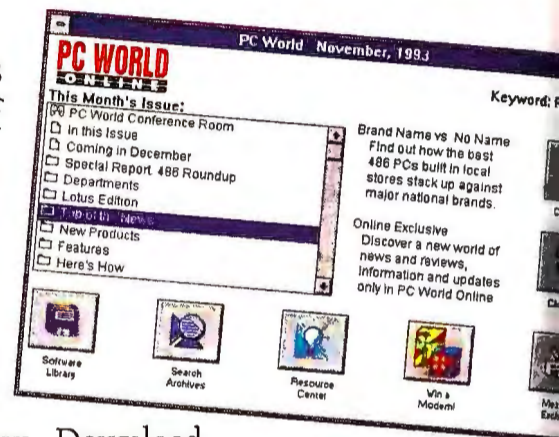 PC World November, 1993
PC WORLD
ONLINE
Keyword:
This Month's Issue:
PC World Conference Room
In this Issue
Coming in December
Special Report: 486 Roundup
Departments
Lotus Edition
Top of the News
New Products
Features
Here's How
Brand Name vs No Name
Find out how the best
486 PCs built in local
stores stack up against
major national brands.
Online Exclusive
Discover a new world of
news and reviews,
information and updates
only in PC World Online
Software
Library
Search
Archives
Resource
Center
Win a
Modem!
Download